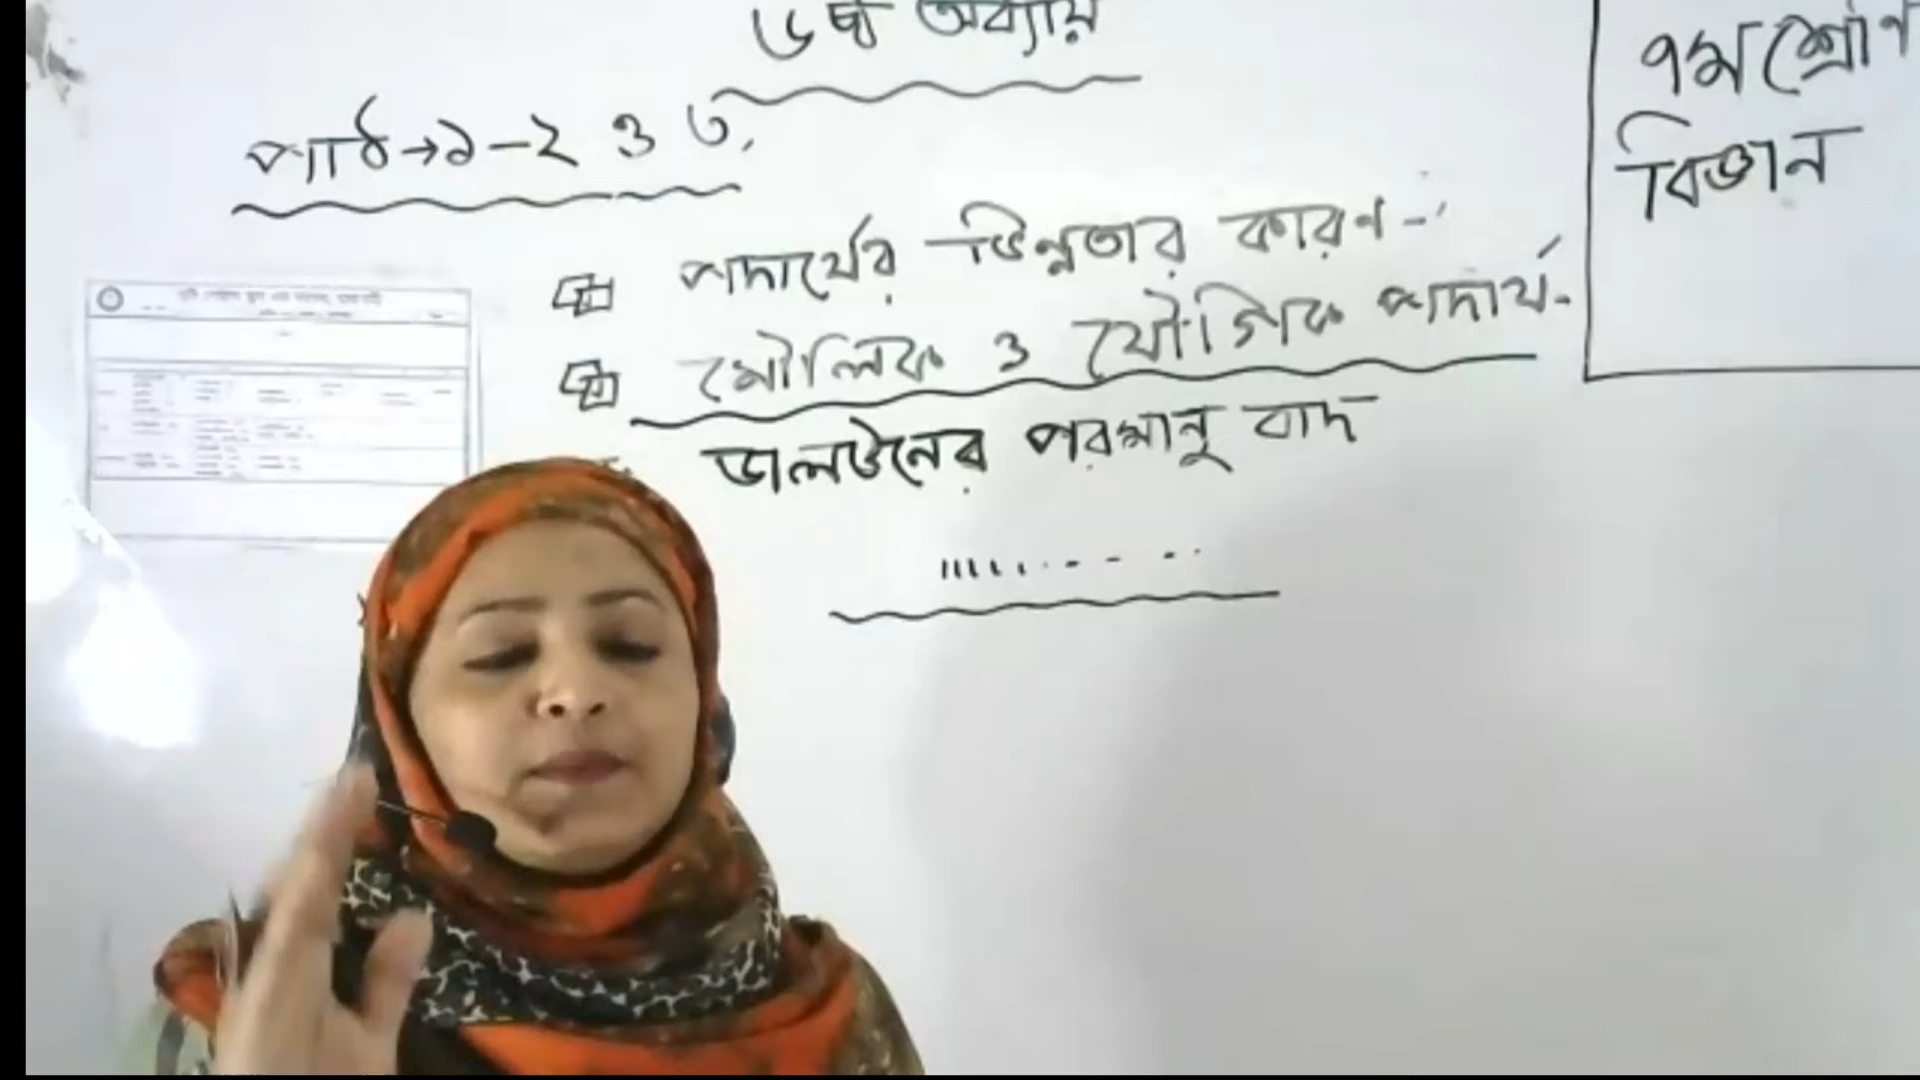 ৬ষ্ঠ অধ্যায়
৭ম শ্রেণি
বিজ্ঞান
পাঠ→১-২ ও ৩.
পদার্থের ভিন্নতার কারণ-
মৌলিক ও যৌগিক পদার্থ.
ডালটনের পরমানু বাদ